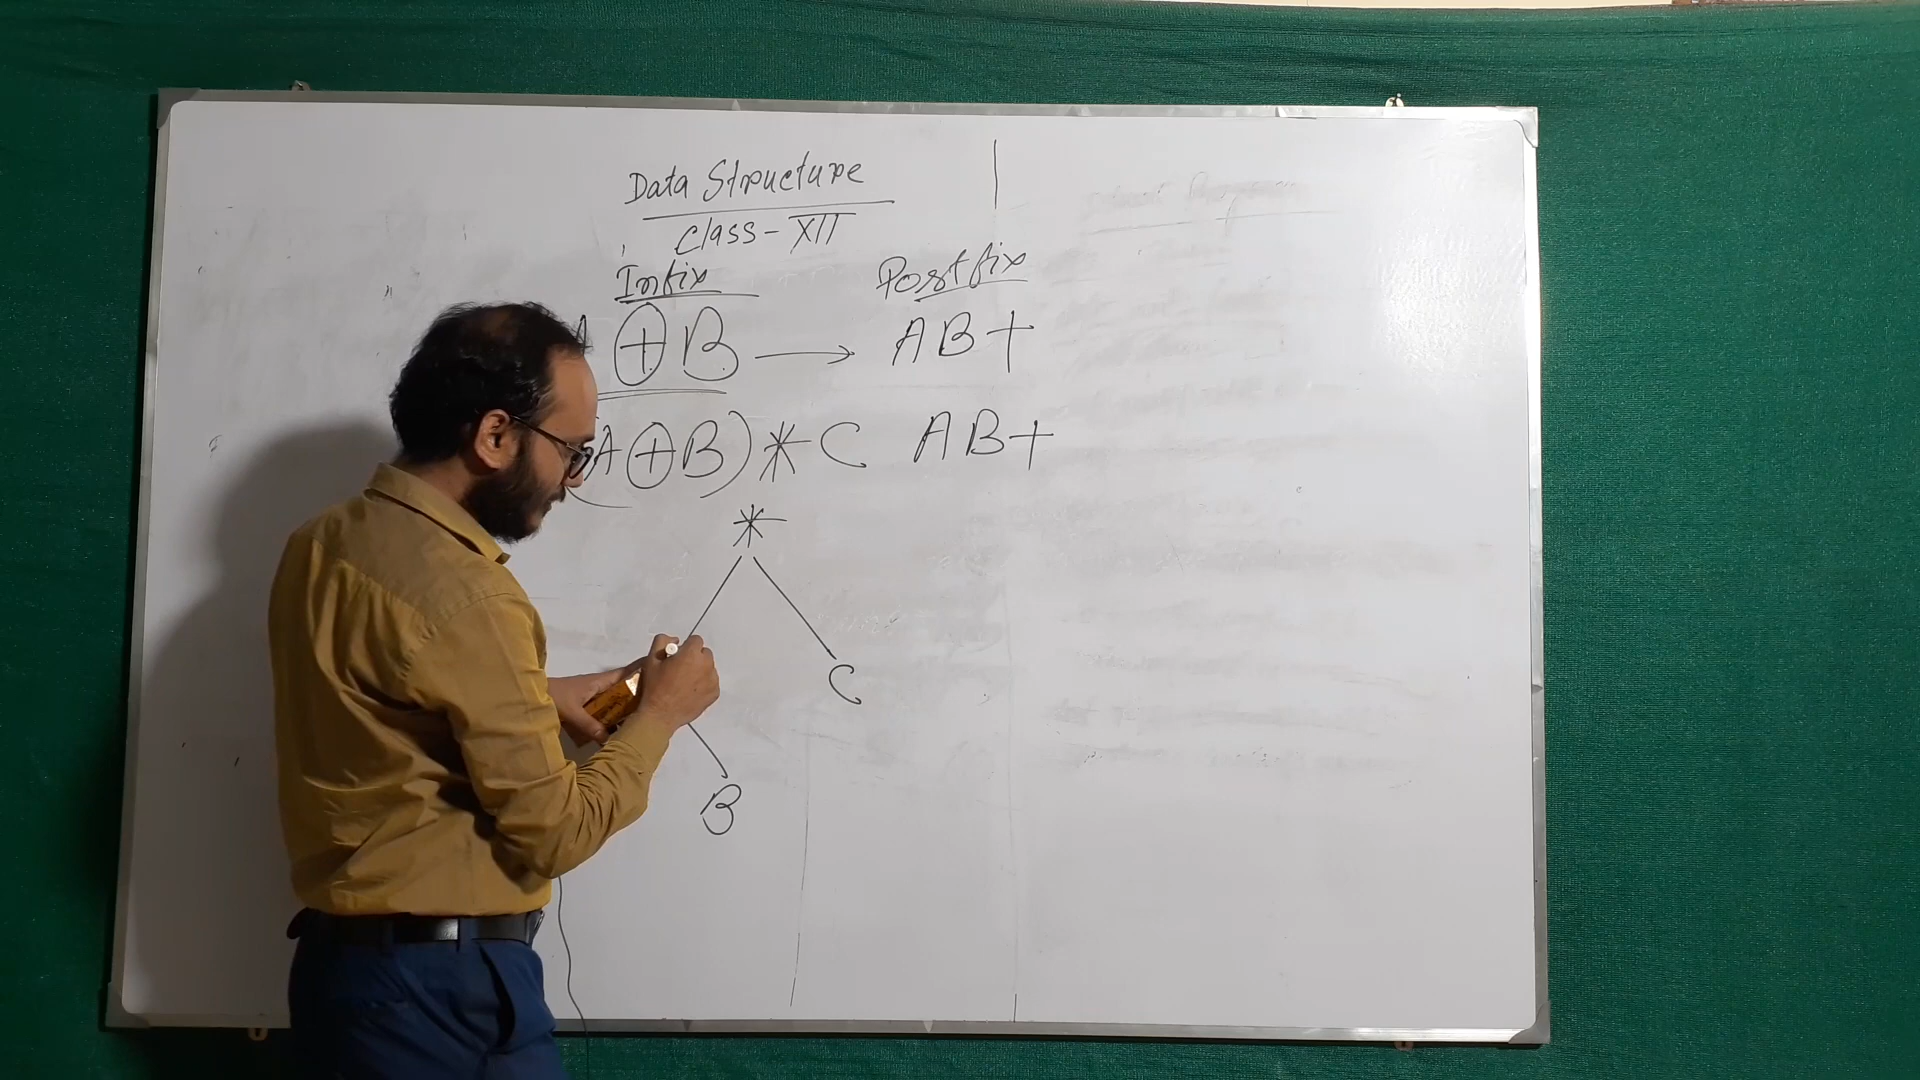 Data Structure
Class - XII
Infix Postfix
A + B → AB+
(A+B) * C AB+
*
C
B